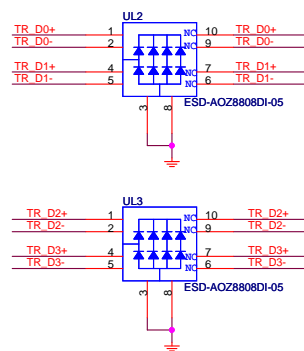 UL2
TR_D0+ 1 NC 10 TR_D0+
TR_D0- 2 NC 9 TR_D0-
TR_D1+ 4 NC 7 TR_D1+
TR_D1- 5 NC 6 TR_D1-
3 8 ESD-AOZ8808DI-05
UL3
TR_D2+ 1 NC 10 TR_D2+
TR_D2- 2 NC 9 TR_D2-
TR_D3+ 4 NC 7 TR_D3+
TR_D3- 5 NC 6 TR_D3-
3 8 ESD-AOZ8808DI-05